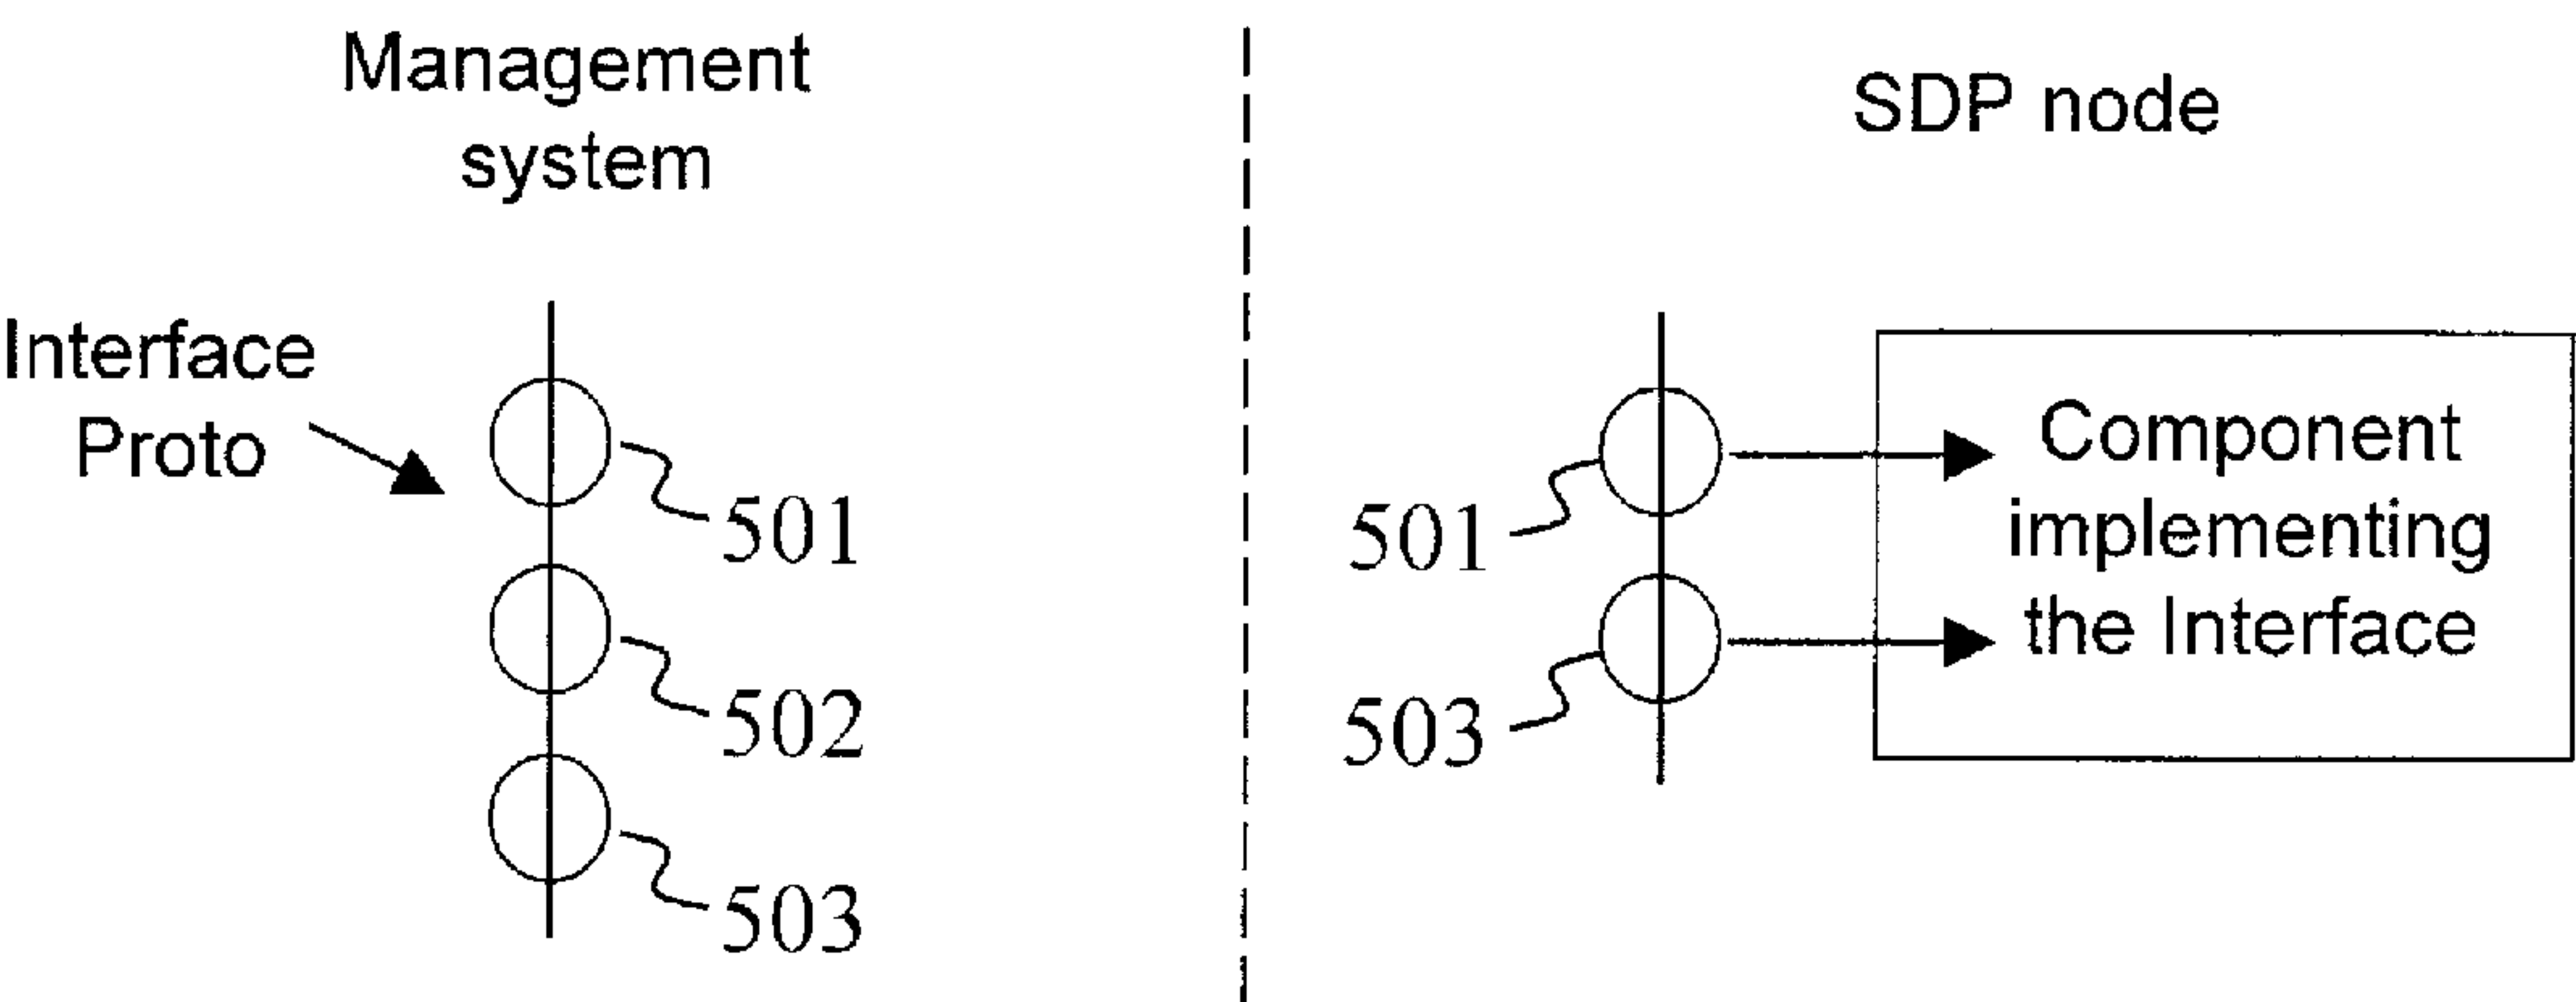 Management
system
SDP node
Interface
Proto
501
502
503
501
503
Component
implementing
the Interface